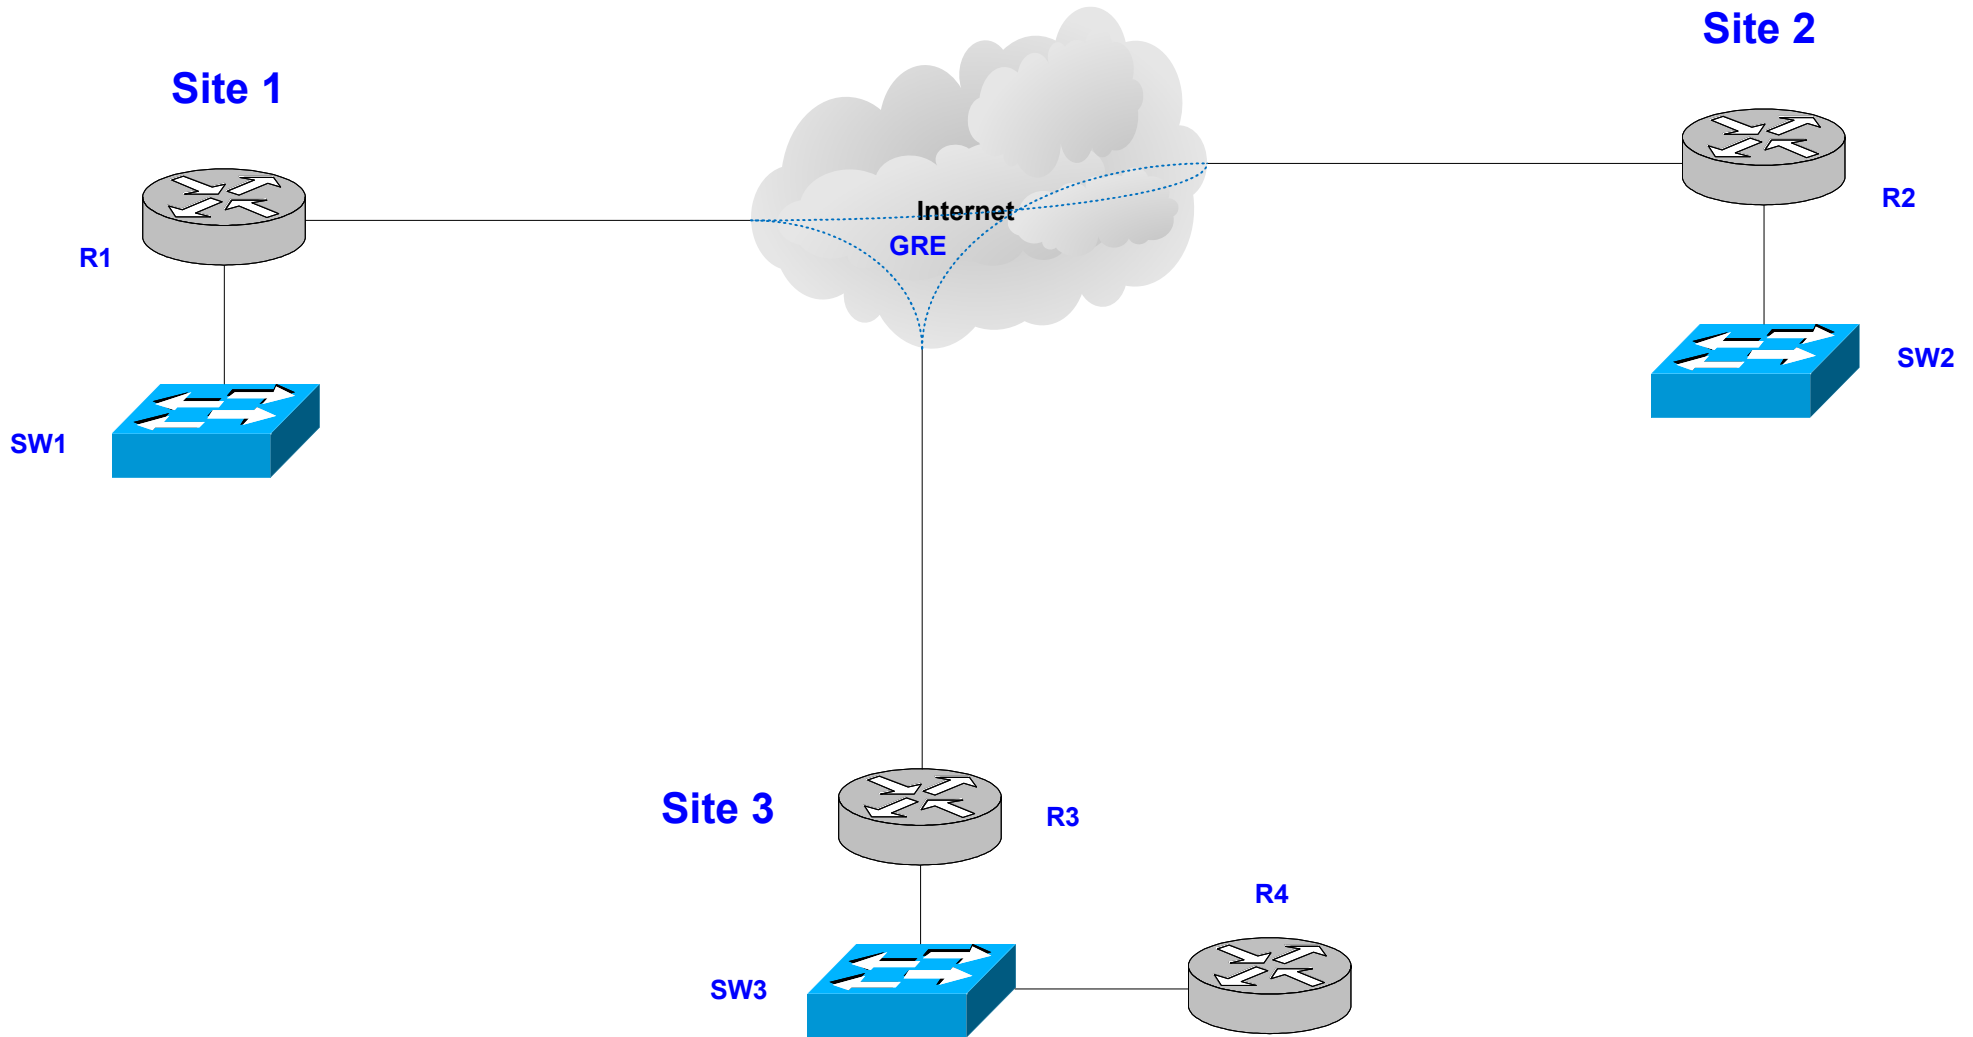 Site 2
Site 1
R2
Internet
GRE
R1
SW2
SW1
Site 3
R3
R4
SW3